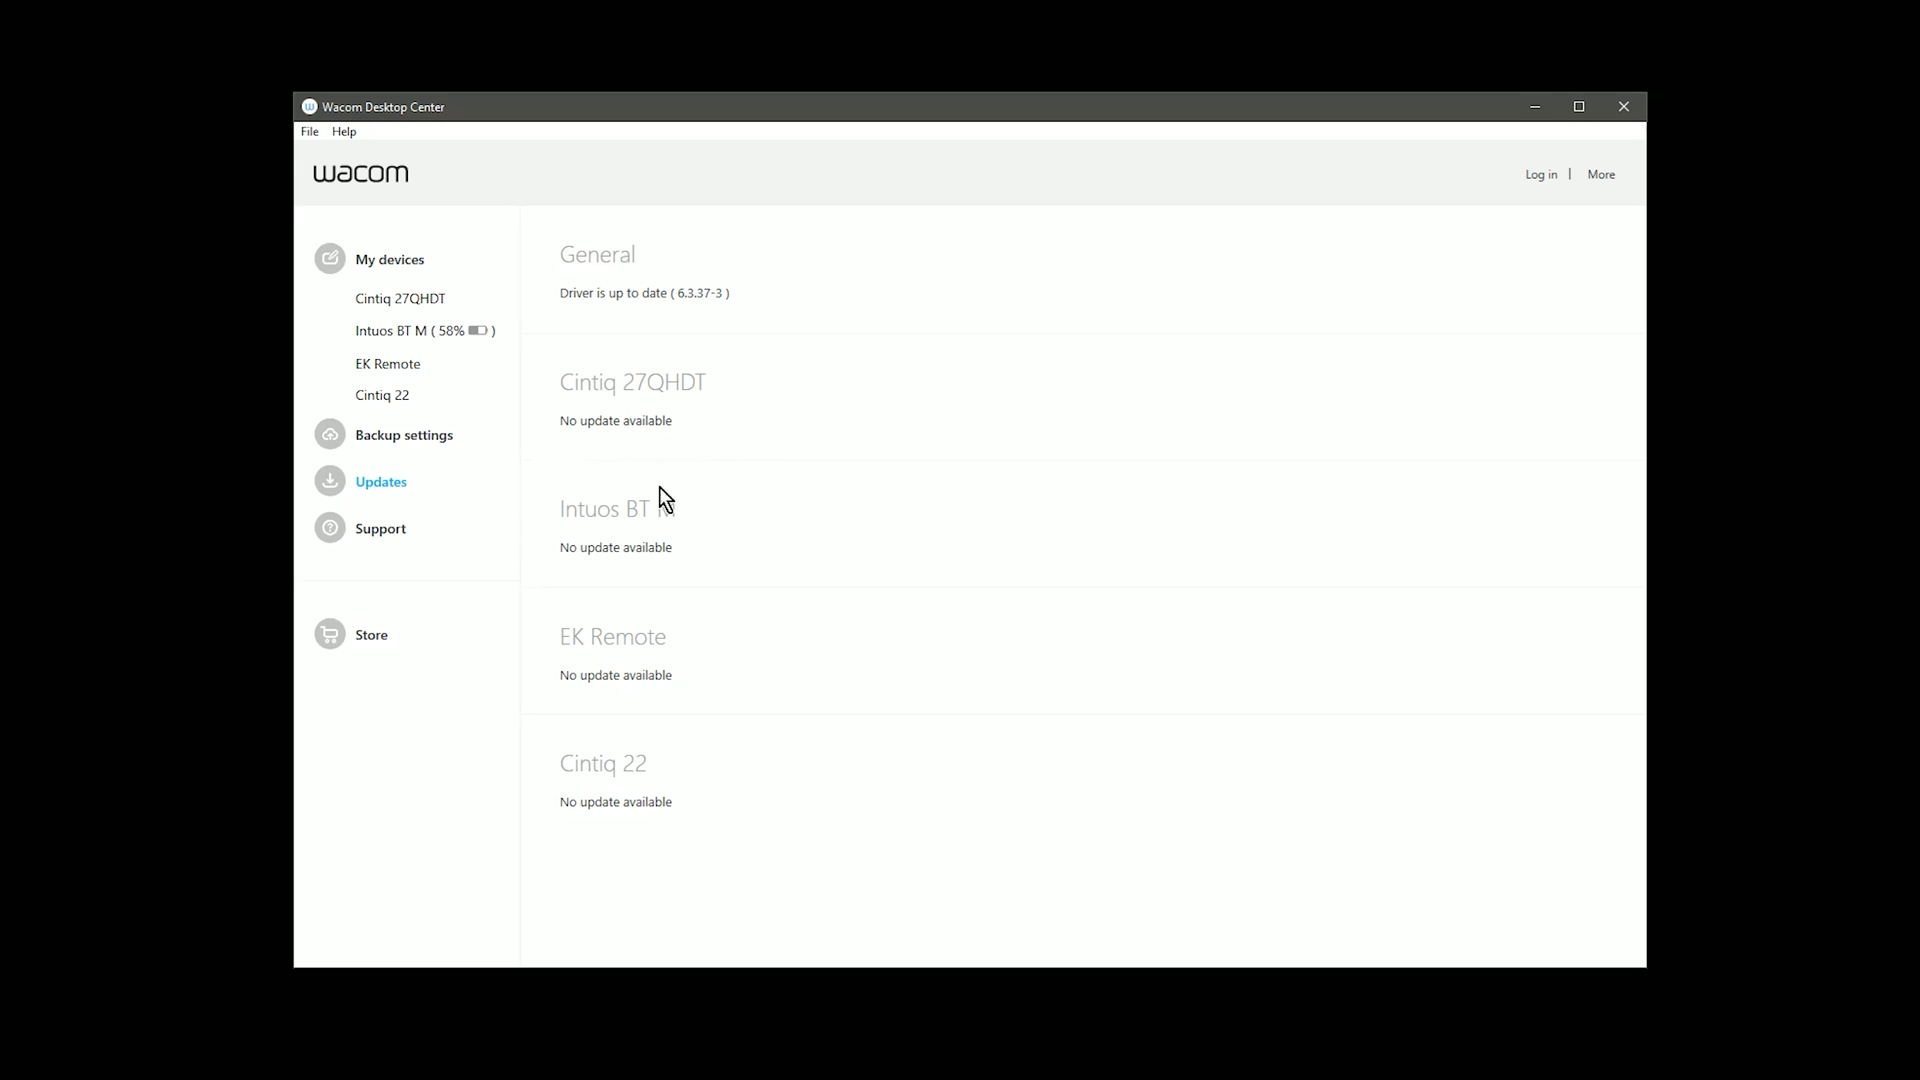 Wacom Desktop Center
File Help
wacom
Log in | More
My devices
Cintiq 27QHDT
Intuos BT M ( 58% )
EK Remote
Cintiq 22
Backup settings
Updates
Support
Store
General
Driver is up to date ( 6.3.37-3 )
Cintiq 27QHDT
No update available
Intuos BT M
No update available
EK Remote
No update available
Cintiq 22
No update available